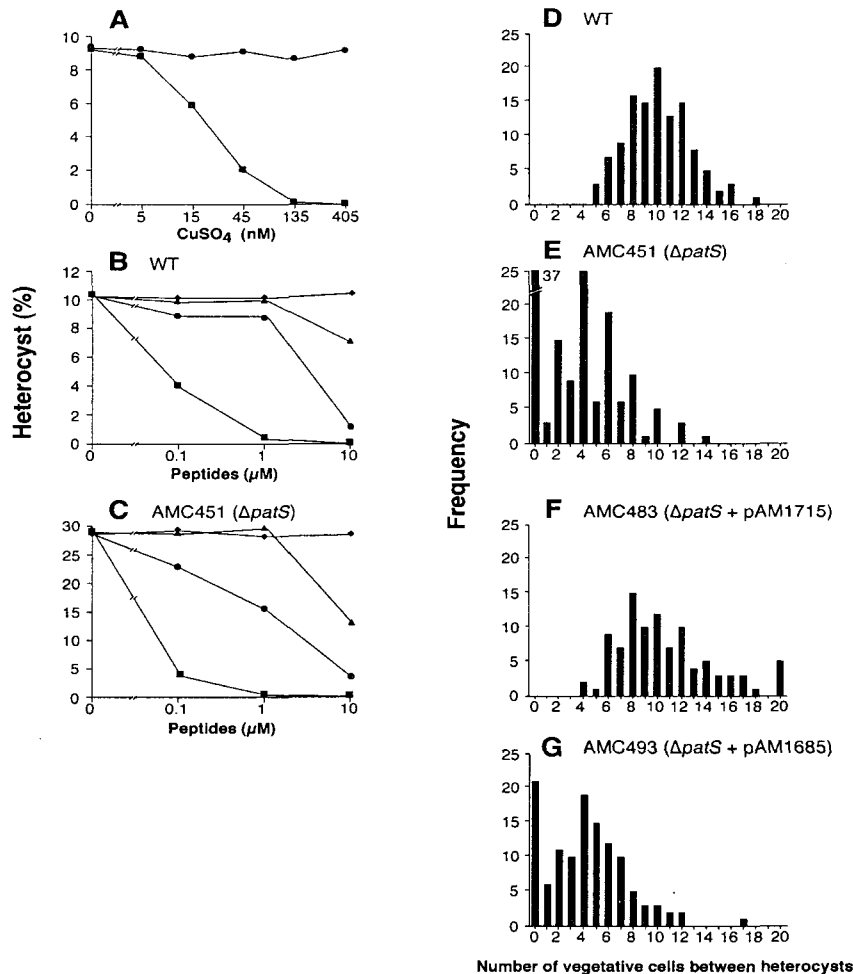 A
10
8
6
4
2
0
0 5 15 45 135 405
CuSO4 (nM)
B WT
12
10
8
6
4
2
0
0 0.1 1 10
Peptides (µM)
C AMC451 (ΔpatS)
30
25
20
15
10
5
0
0 0.1 1 10
Peptides (µM)
Heterocyst (%)
D WT
25
20
15
10
5
0
0 2 4 6 8 10 12 14 16 18 20
E AMC451 (ΔpatS)
25 37
20
15
10
5
0
0 2 4 6 8 10 12 14 16 18 20
F AMC483 (ΔpatS + pAM1715)
25
20
15
10
5
0
0 2 4 6 8 10 12 14 16 18 20
G AMC493 (ΔpatS + pAM1685)
25
20
15
10
5
0
0 2 4 6 8 10 12 14 16 18 20
Frequency
Number of vegetative cells between heterocysts